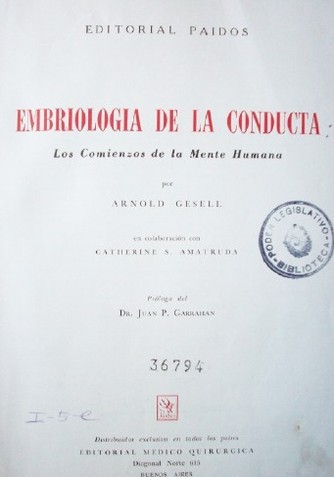 EDITORIAL PAIDOS
EMBRIOLOGIA DE LA CONDUCTA
Los Comienzos de la Mente Humana
por
ARNOLD GESELL
en colaboración con
CATHERINE S. AMATRUDA
PODER LEGISLATIVO
BIBLIOTECA
Prólogo del
DR. JUAN P. GARRAHAN
36794
I-5-e
Distribuidor exclusivo en todos los países
EDITORIAL MEDICO QUIRURGICA
Diagonal Norte 615
BUENOS AIRES